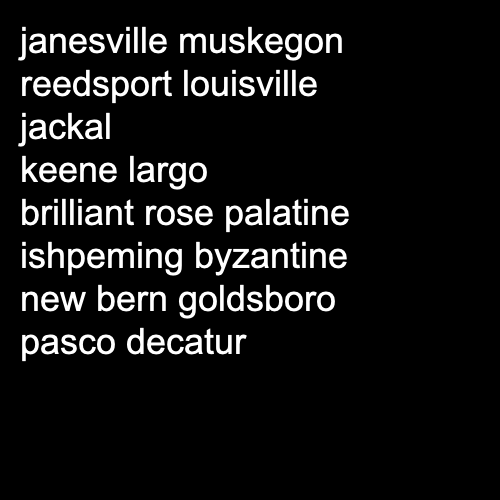 janesville muskegon
reedsport louisville
jackal
keene largo
brilliant rose palatine
ishpeming byzantine
new bern goldsboro
pasco decatur